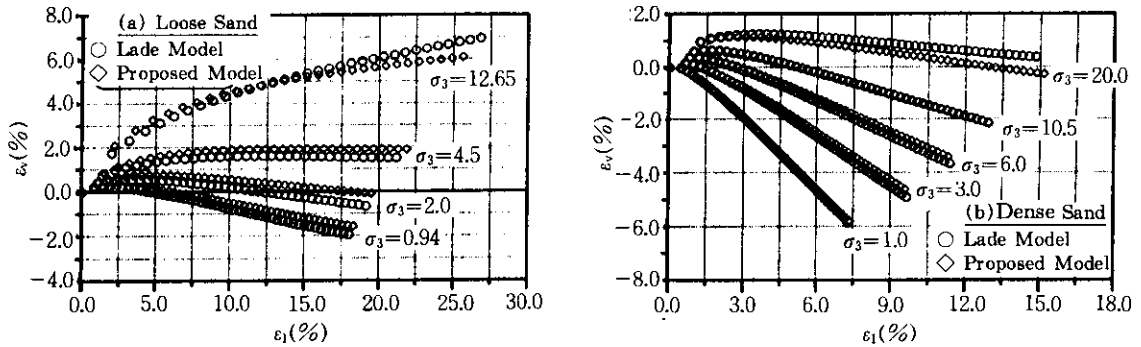 8.0
(a) Loose Sand
Lade Model
Proposed Model
6.0
4.0
2.0
0.0
−2.0
−4.0
εv(%)
σ3=12.65
σ3=4.5
σ3=2.0
σ3=0.94
0.0 5.0 10.0 15.0 20.0 25.0 30.0
ε1(%)
2.0
0.0
−2.0
−4.0
−6.0
−8.0
εv(%)
σ3=20.0
σ3=10.5
σ3=6.0
σ3=3.0
σ3=1.0
(b)Dense Sand
Lade Model
Proposed Model
0.0 3.0 6.0 9.0 12.0 15.0 18.0
ε1(%)